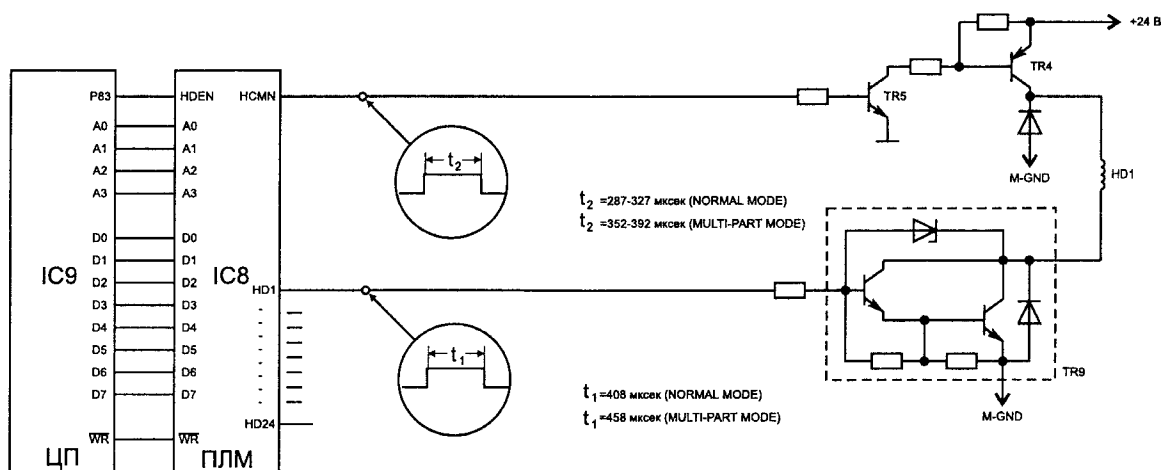 +24 В
TR4
TR5
P83
HDEN
HCMN
A0
A0
A1
A1
A2
A2
A3
A3
t2
M-GND
HD1
t2 =287-327 мксек (NORMAL MODE)
t2 =352-392 мксек (MULTI-PART MODE)
D0
D0
D1
D1
D2
D2
IC9
IC8
D3
D3
HD1
D4
D4
D5
D5
D6
D6
D7
D7
t1
TR9
t1=408 мксек (NORMAL MODE)
t1=458 мксек (MULTI-PART MODE)
M-GND
HD24
WR
WR
ЦП
ПЛМ